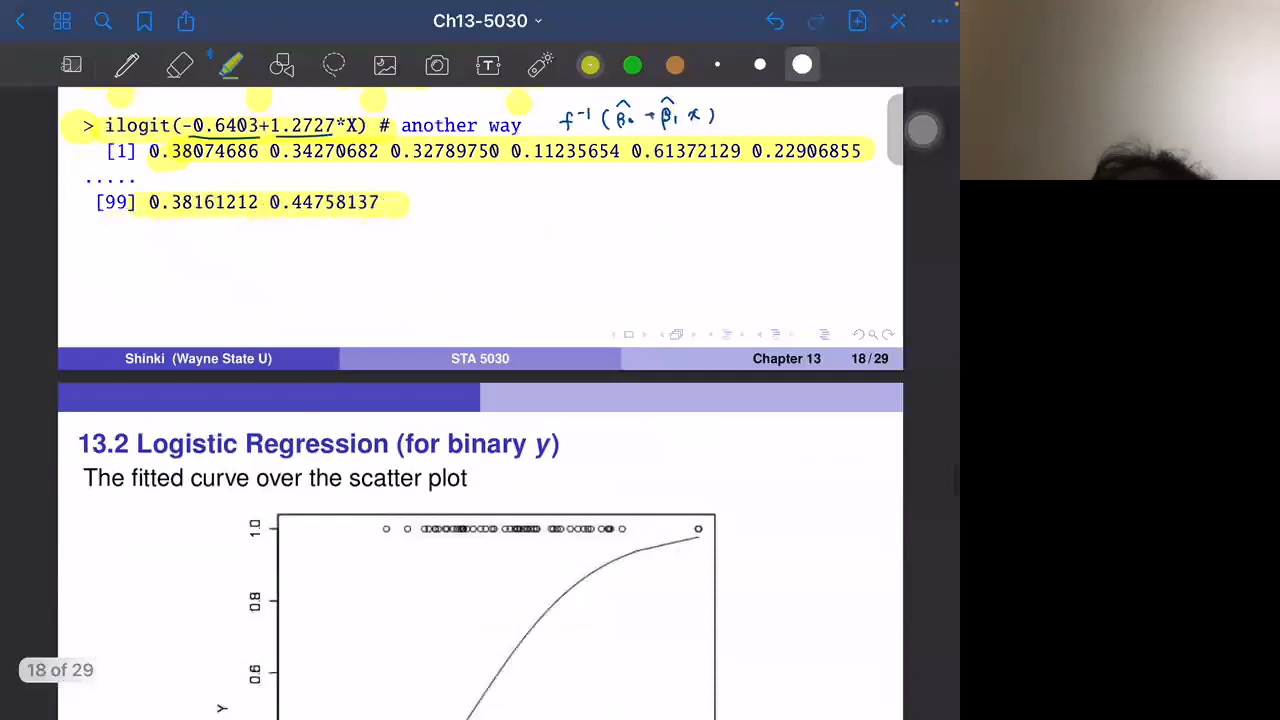 Ch13-5030
T
> ilogit(-0.6403+1.2727*X) # another way
f⁻¹(β̂₀ + β̂₁ x)
[1] 0.38074686 0.34270682 0.32789750 0.11235654 0.61372129 0.22906855
.....
[99] 0.38161212 0.44758137
Shinki (Wayne State U) STA 5030 Chapter 13 18/29
13.2 Logistic Regression (for binary y)
The fitted curve over the scatter plot
1.0
0.8
0.6
Y
18 of 29